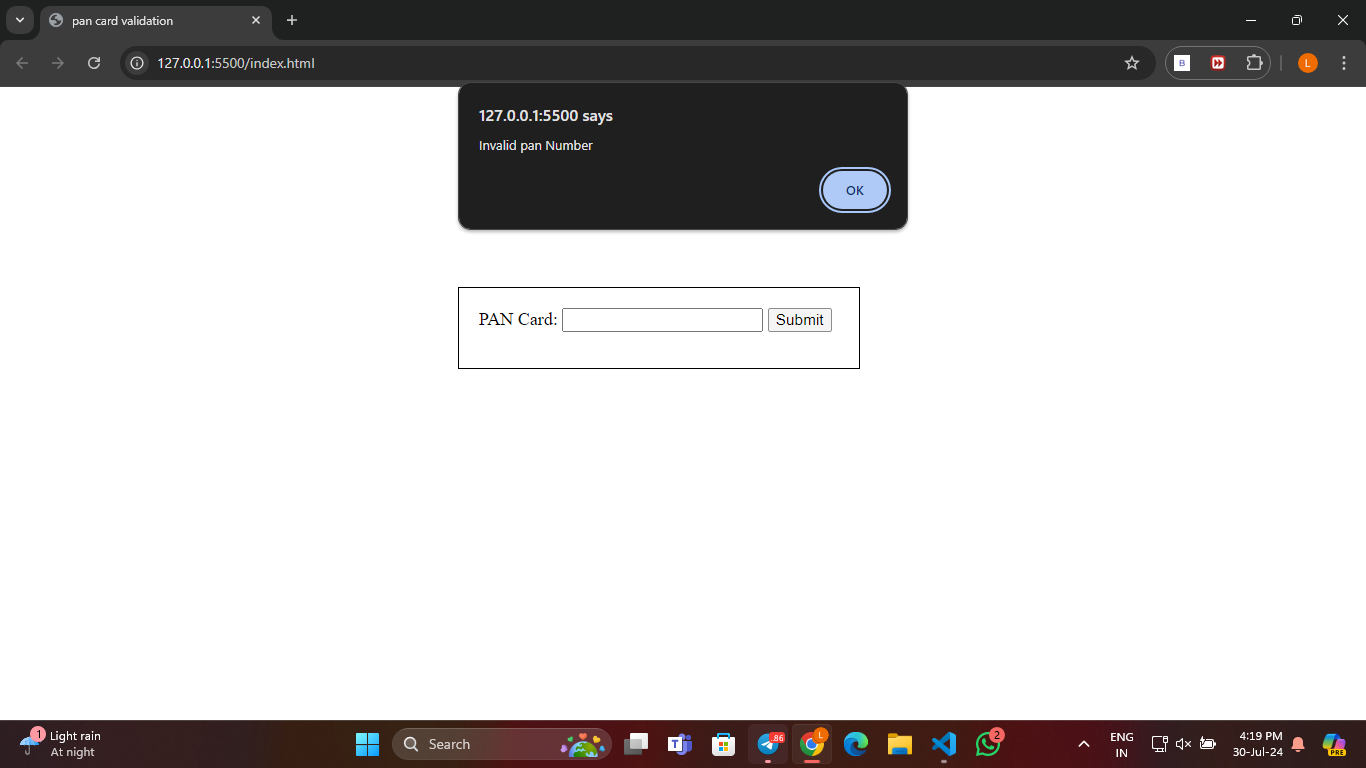 pan card validation
127.0.0.1:5500/index.html
B
L
127.0.0.1:5500 says
Invalid pan Number
OK
PAN Card:
Submit
1
Light rain
At night
Search
T
.86
L
2
ENG
IN
4:19 PM
30-Jul-24
PRE